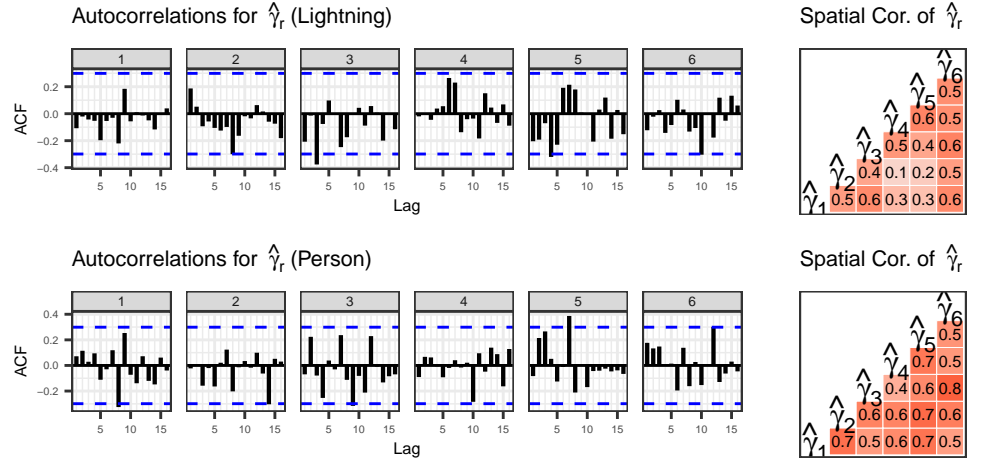 Autocorrelations for γ̂r (Lightning)
Spatial Cor. of γ̂r
1 2 3 4 5 6
ACF
0.2
0.0
−0.2
−0.4
5 10 15 5 10 15 5 10 15 5 10 15 5 10 15 5 10 15
Lag
γ̂6
γ̂5 0.5
γ̂4 0.6 0.5
γ̂3 0.5 0.4 0.6
γ̂2 0.4 0.1 0.2 0.5
γ̂1 0.5 0.6 0.3 0.3 0.6
Autocorrelations for γ̂r (Person)
Spatial Cor. of γ̂r
1 2 3 4 5 6
ACF
0.4
0.2
0.0
−0.2
5 10 15 5 10 15 5 10 15 5 10 15 5 10 15 5 10 15
Lag
γ̂6
γ̂5 0.5
γ̂4 0.7 0.5
γ̂3 0.4 0.6 0.8
γ̂2 0.6 0.6 0.7 0.6
γ̂1 0.7 0.5 0.6 0.7 0.5